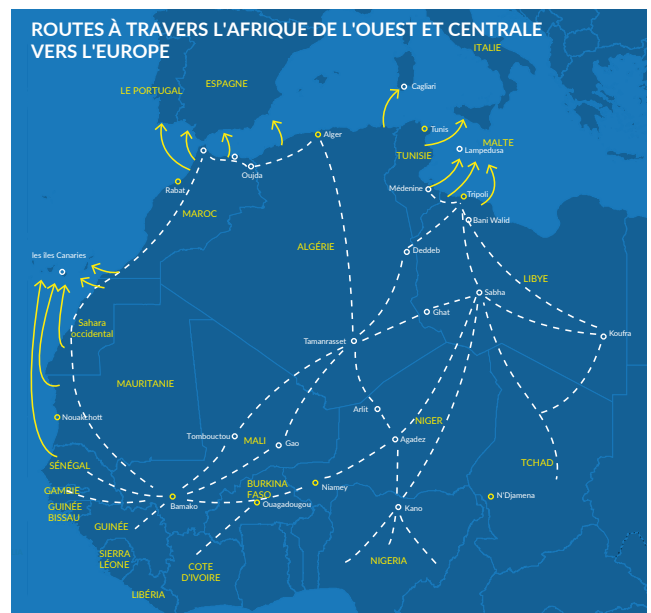 ROUTES À TRAVERS L'AFRIQUE DE L'OUEST ET CENTRALE
VERS L'EUROPE
ITALIE
ESPAGNE
LE PORTUGAL
Cagliari
Alger
Tunis
MALTE
Lampedusa
TUNISIE
Oujda
Rabat
Médenine
Tripoli
MAROC
Bani Walid
ALGÉRIE
Deddeb
les îles Canaries
LIBYE
Sabha
Ghat
Sahara
occidental
Koufra
Tamanrasset
MAURITANIE
Arlit
Nouakchott
NIGER
Tombouctou
MALI
Gao
Agadez
SÉNÉGAL
TCHAD
GAMBIE
BURKINA
FASO
Niamey
N'Djamena
GUINÉE
BISSAU
Bamako
Ouagadougou
Kano
GUINÉE
SIERRA
LÉONE
COTE
D'IVOIRE
NIGERIA
LIBÉRIA